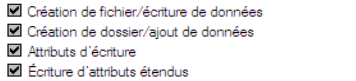 Création de fichier/écriture de données
Création de dossier/ajout de données
Attributs d'écriture
Écriture d'attributs étendus